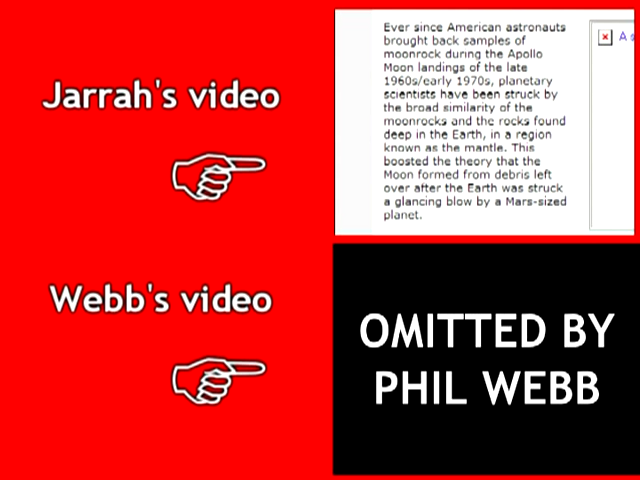 Jarrah's video
Ever since American astronauts
brought back samples of
moonrock during the Apollo
Moon landings of the late
1960s/early 1970s, planetary
scientists have been struck by
the broad similarity of the
moonrocks and the rocks found
deep in the Earth, in a region
known as the mantle. This
boosted the theory that the
Moon formed from debris left
over after the Earth was struck
a glancing blow by a Mars-sized
planet.
Webb's video
OMITTED BY
PHIL WEBB